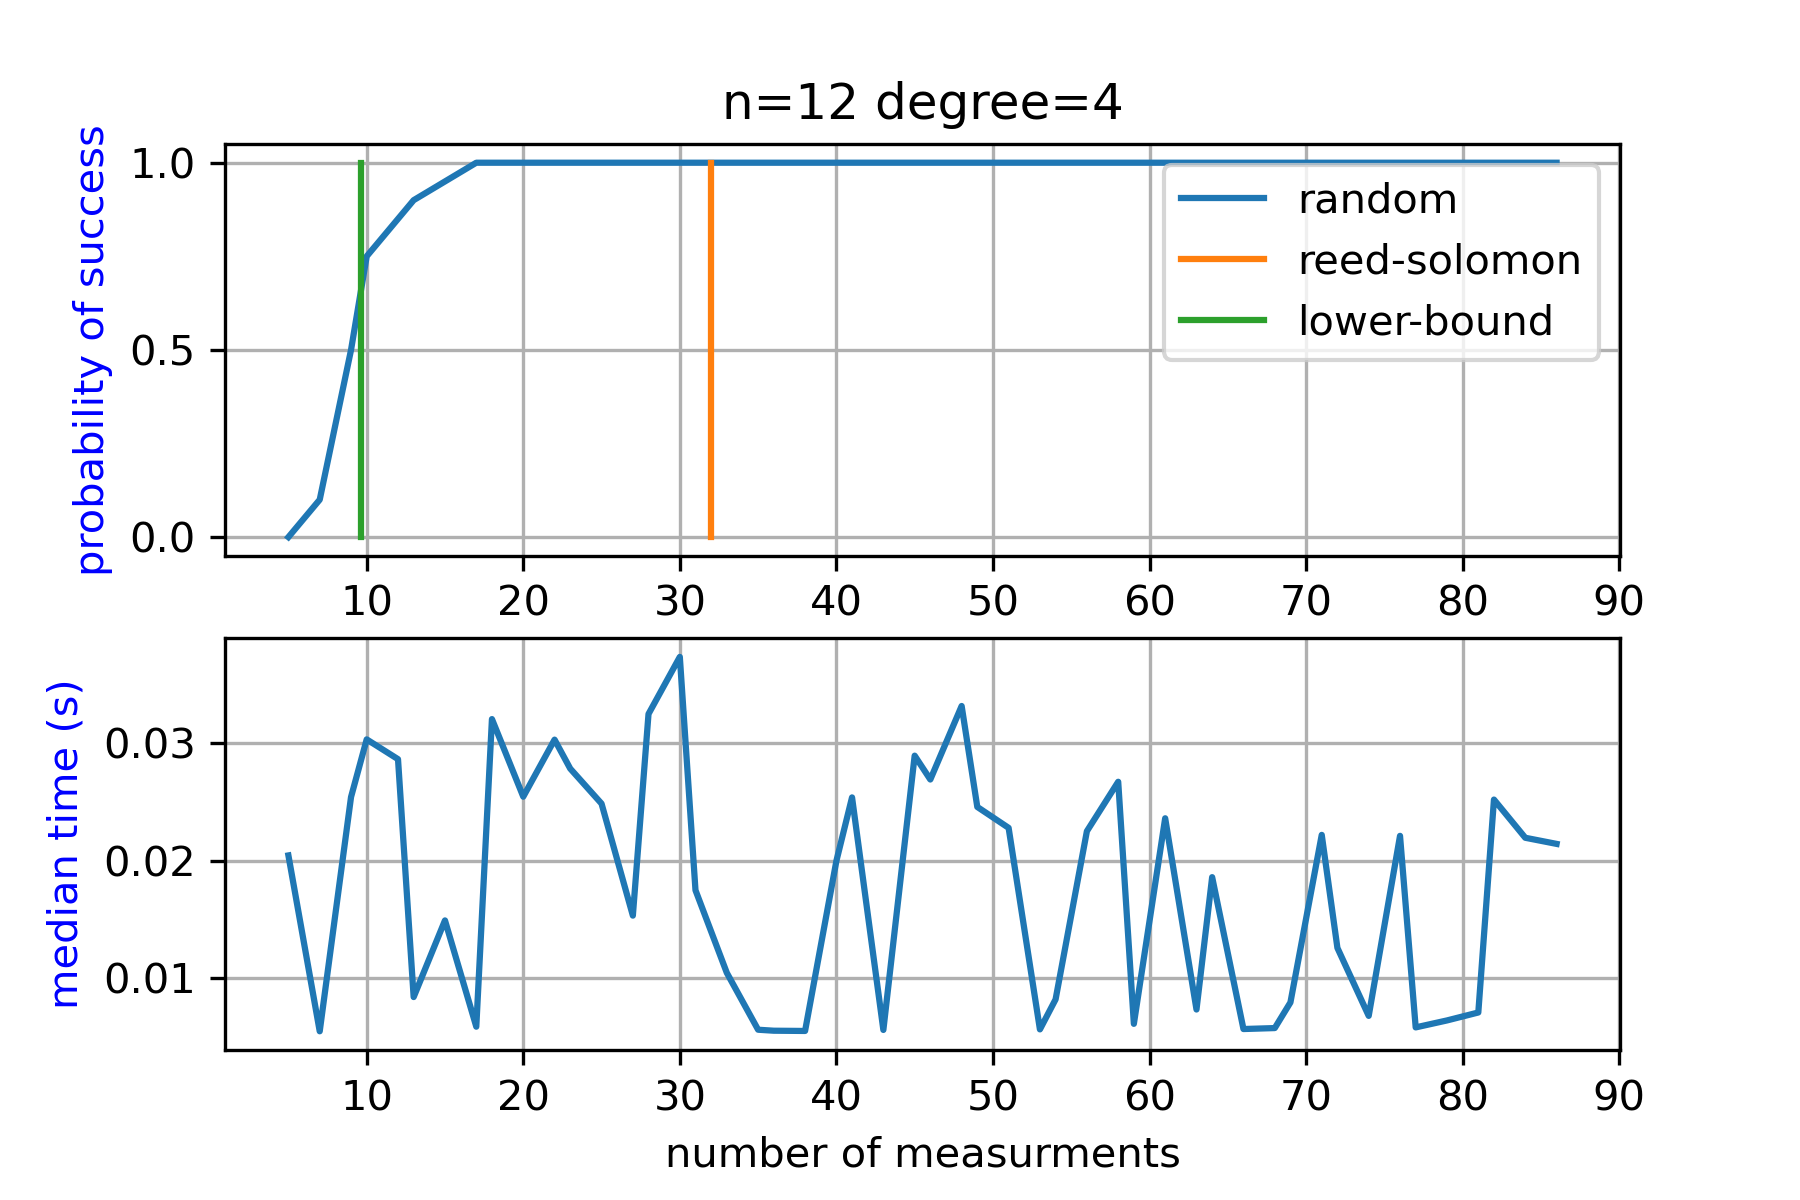 n=12 degree=4
probability of success
1.0
0.5
0.0
random
reed-solomon
lower-bound
10 20 30 40 50 60 70 80 90
median time (s)
0.03
0.02
0.01
10 20 30 40 50 60 70 80 90
number of measurments